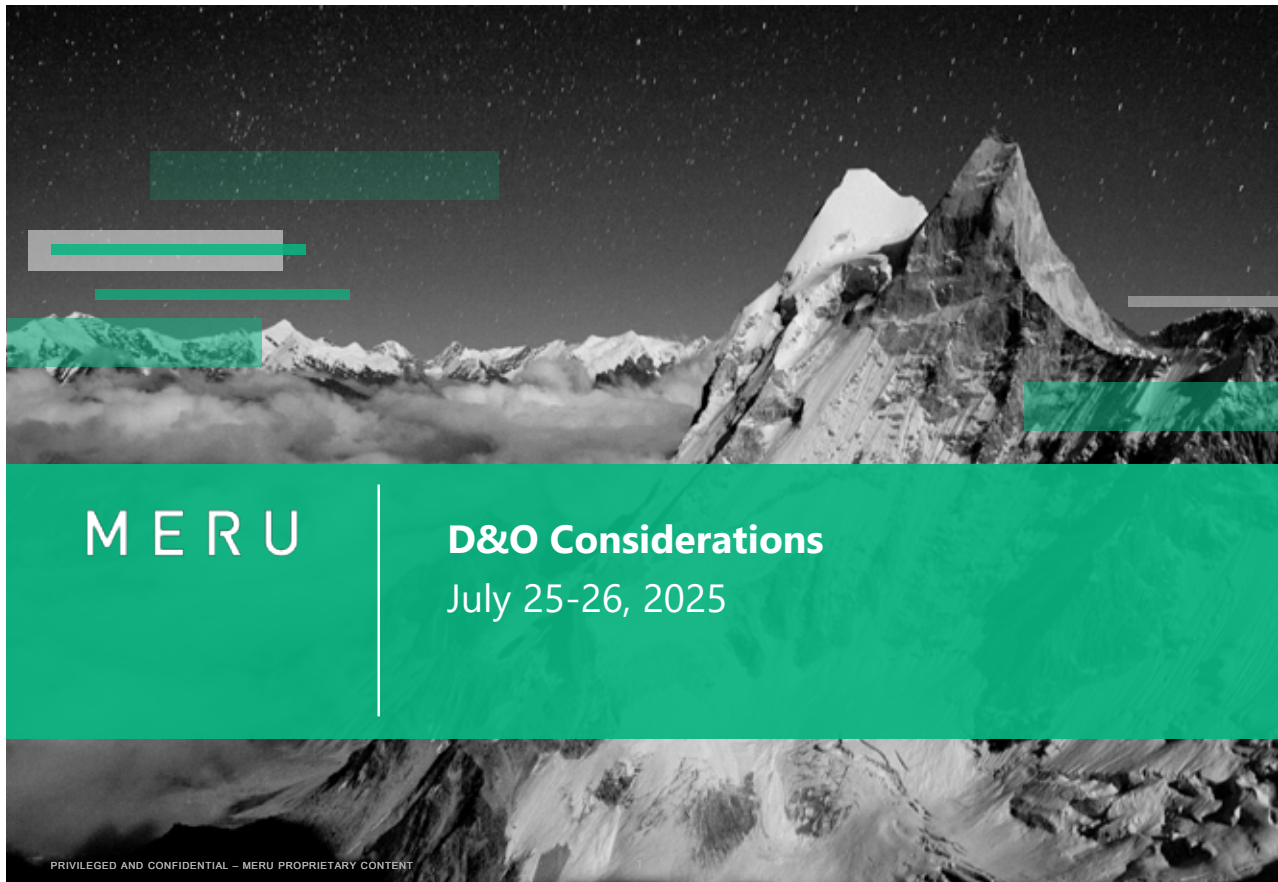 MERU
D&O Considerations
July 25-26, 2025
PRIVILEGED AND CONFIDENTIAL – MERU PROPRIETARY CONTENT